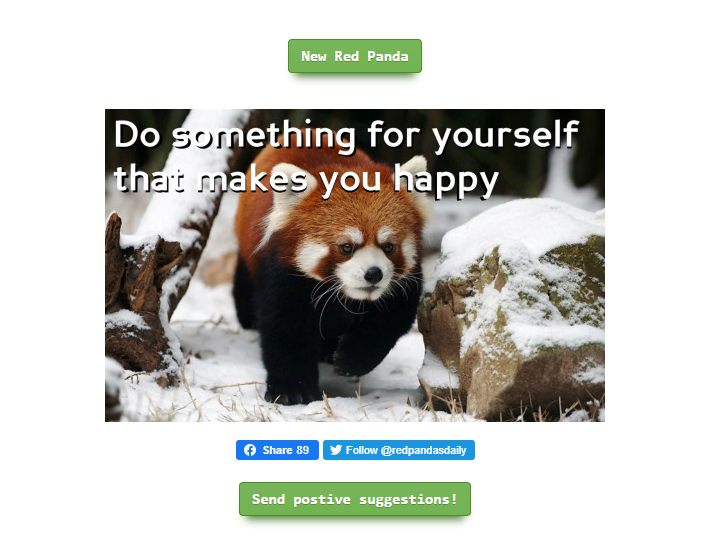 New Red Panda
Do something for yourself
that makes you happy
Share 89
Follow @redpandasdaily
Send postive suggestions!